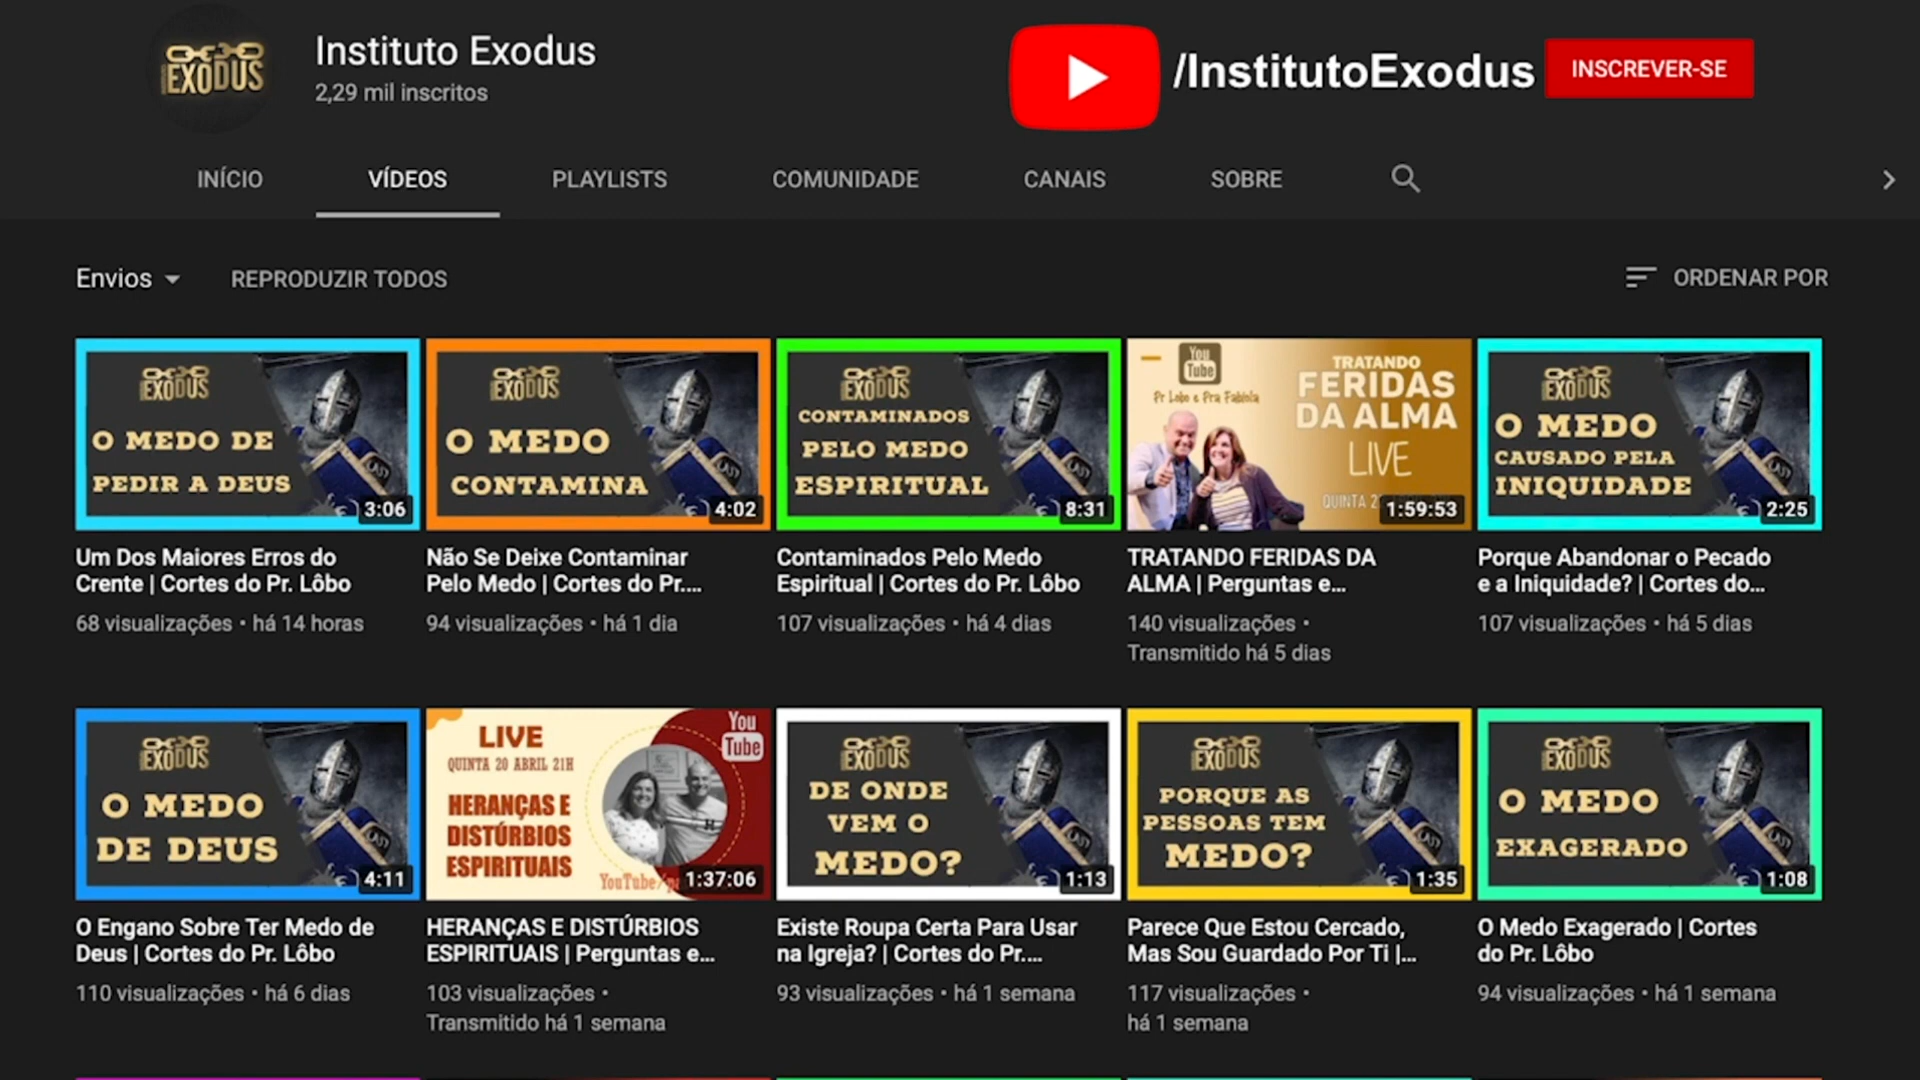 EXODUS
Instituto Exodus
2,29 mil inscritos
/InstitutoExodus
INSCREVER-SE
INÍCIO
VÍDEOS
PLAYLISTS
COMUNIDADE
CANAIS
SOBRE
Envios
REPRODUZIR TODOS
ORDENAR POR
EXODUS
O MEDO DE
PEDIR A DEUS
3:06
Um Dos Maiores Erros do
Crente | Cortes do Pr. Lôbo
68 visualizações • há 14 horas
EXODUS
O MEDO
CONTAMINA
4:02
Não Se Deixe Contaminar
Pelo Medo | Cortes do Pr....
94 visualizações • há 1 dia
EXODUS
CONTAMINADOS
PELO MEDO
ESPIRITUAL
8:31
Contaminados Pelo Medo
Espiritual | Cortes do Pr. Lôbo
107 visualizações • há 4 dias
You
Tube
Pr Lobo e Pra Fabiola
TRATANDO
FERIDAS
DA ALMA
LIVE
QUINTA
1:59:53
TRATANDO FERIDAS DA
ALMA | Perguntas e...
140 visualizações •
Transmitido há 5 dias
EXODUS
O MEDO
CAUSADO PELA
INIQUIDADE
2:25
Porque Abandonar o Pecado
e a Iniquidade? | Cortes do...
107 visualizações • há 5 dias
EXODUS
O MEDO
DE DEUS
4:11
O Engano Sobre Ter Medo de
Deus | Cortes do Pr. Lôbo
110 visualizações • há 6 dias
LIVE
QUINTA 20 ABRIL 21H
HERANÇAS E
DISTÚRBIOS
ESPIRITUAIS
You
Tube
YouTube/
1:37:06
HERANÇAS E DISTÚRBIOS
ESPIRITUAIS | Perguntas e...
103 visualizações •
Transmitido há 1 semana
EXODUS
DE ONDE
VEM O
MEDO?
1:13
Existe Roupa Certa Para Usar
na Igreja? | Cortes do Pr....
93 visualizações • há 1 semana
EXODUS
PORQUE AS
PESSOAS TEM
MEDO?
1:35
Parece Que Estou Cercado,
Mas Sou Guardado Por Ti |...
117 visualizações •
há 1 semana
EXODUS
O MEDO
EXAGERADO
1:08
O Medo Exagerado | Cortes
do Pr. Lôbo
94 visualizações • há 1 semana